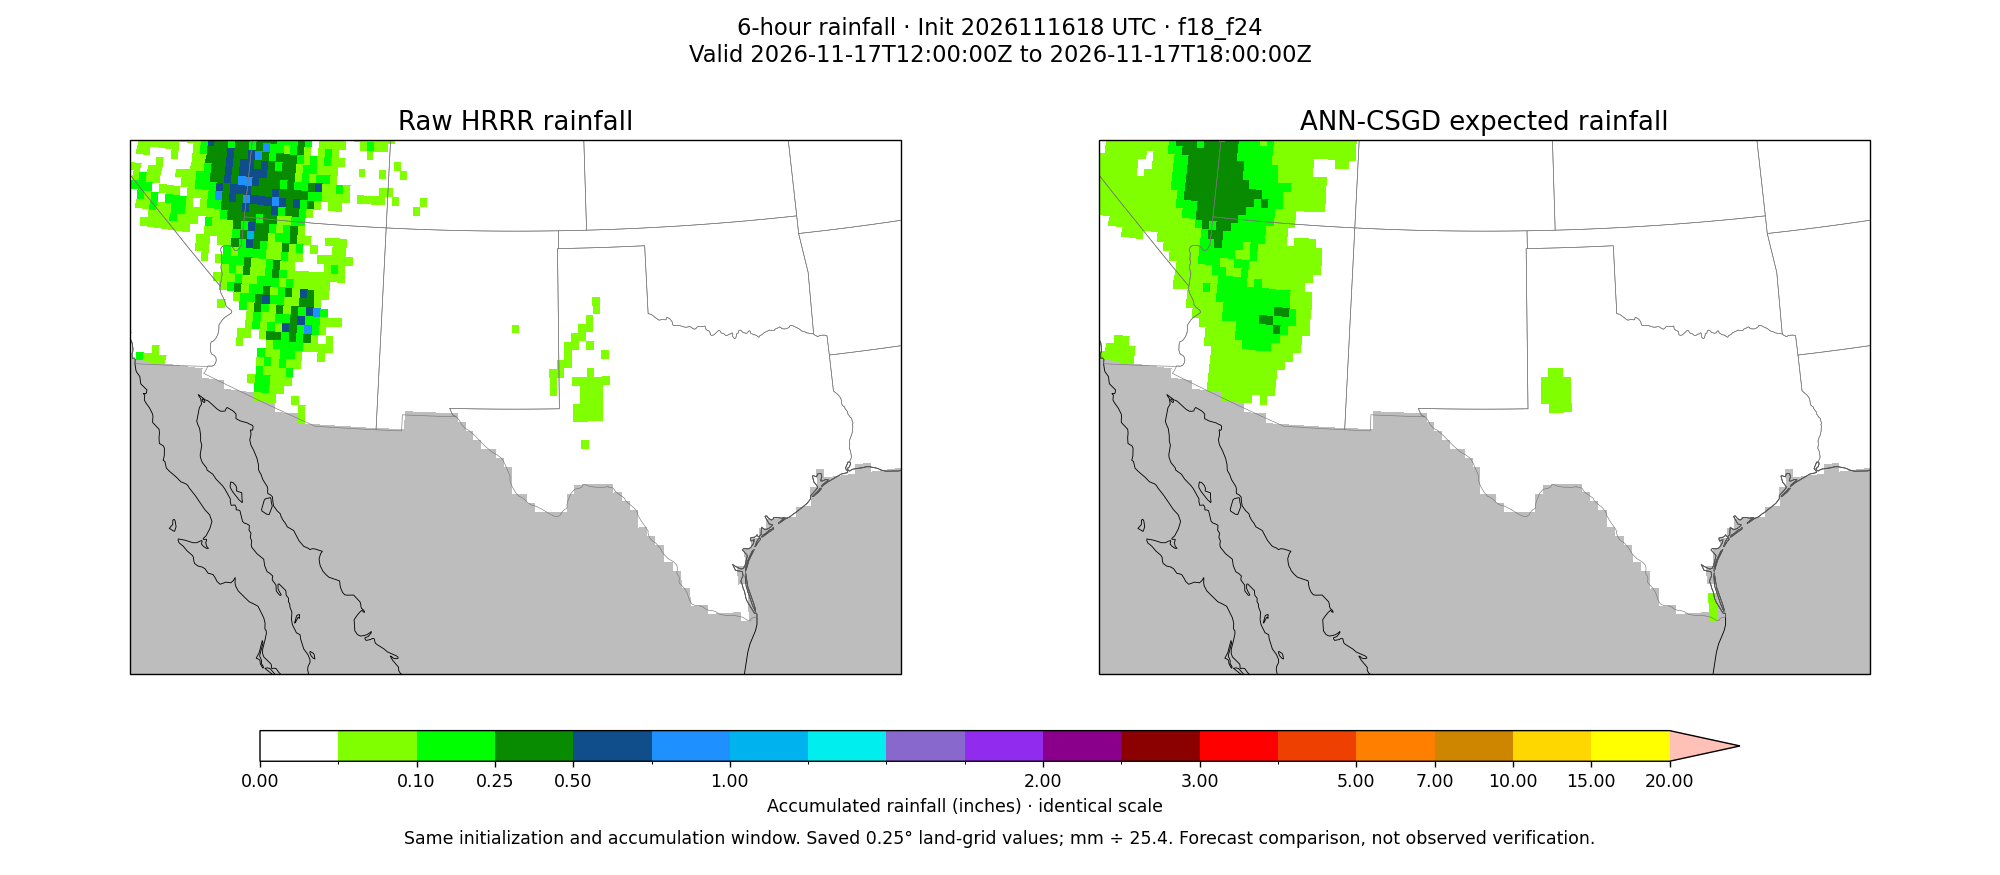 6-hour rainfall · Init 2026111618 UTC · f18_f24
Valid 2026-11-17T12:00:00Z to 2026-11-17T18:00:00Z
Raw HRRR rainfall
ANN-CSGD expected rainfall
0.00 0.10 0.25 0.50 1.00 2.00 3.00 5.00 7.00 10.00 15.00 20.00
Accumulated rainfall (inches) · identical scale
Same initialization and accumulation window. Saved 0.25° land-grid values; mm ÷ 25.4. Forecast comparison, not observed verification.